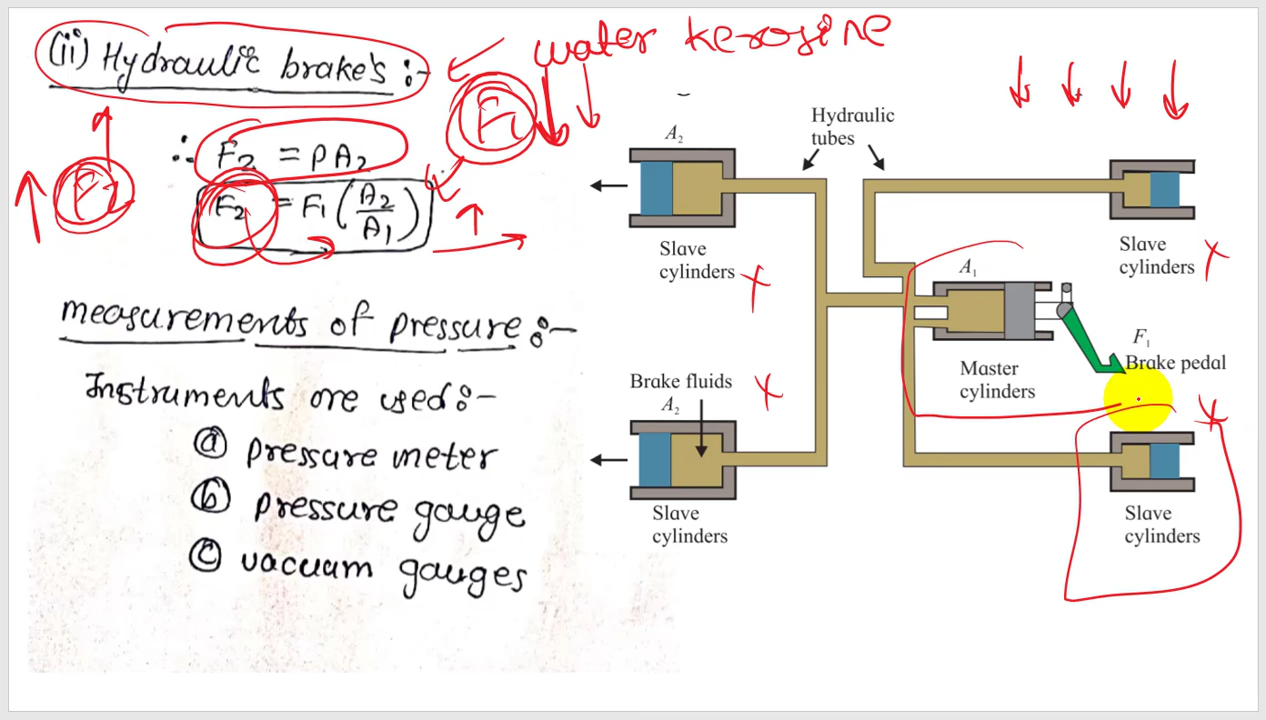 (ii) Hydraulic brake's :-
water kerosine
F₁
∴ F₂ = PA₂
F₂ = F₁ (A₂/A₁)
measurements of pressure :-
Instruments are used :-
(a) pressure meter
(b) pressure gauge
(c) vacuum gauges
Hydraulic
tubes
A₂
Slave
cylinders
Slave
cylinders
A₁
Master
cylinders
F₁
Brake pedal
Brake fluids
A₂
Slave
cylinders
Slave
cylinders